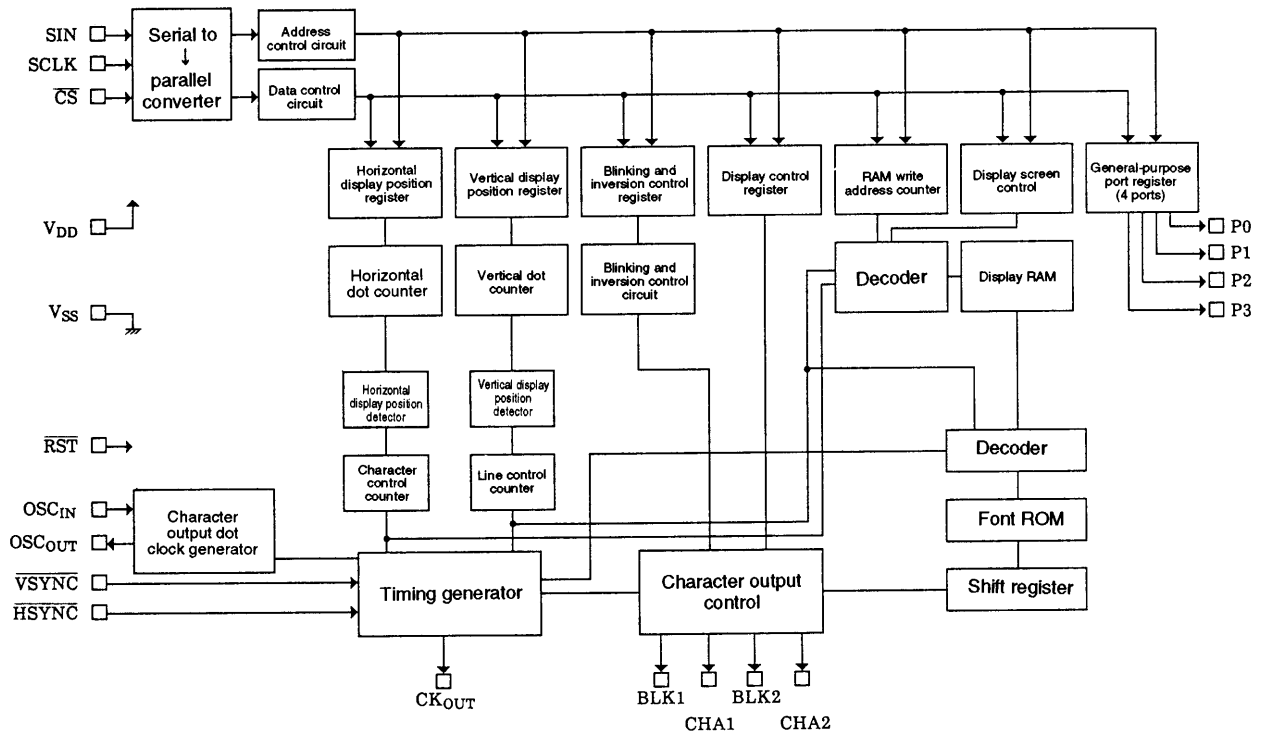 SIN
SCLK
CS
Serial to
↓
parallel
converter
Address
control circuit
Data control
circuit
Horizontal
display position
register
Vertical display
position register
Blinking and
inversion control
register
Display control
register
RAM write
address counter
Display screen
control
General-purpose
port register
(4 ports)
P0
P1
P2
P3
VDD
VSS
Horizontal
dot counter
Vertical dot
counter
Blinking and
inversion control
circuit
Decoder
Display RAM
Horizontal
display position
detector
Vertical display
position
detector
RST
Character
control
counter
Line control
counter
Decoder
Font ROM
Shift register
OSCIN
OSCOUT
VSYNC
HSYNC
Character
output dot
clock generator
Timing generator
Character output
control
CKOUT
BLK1
CHA1
BLK2
CHA2